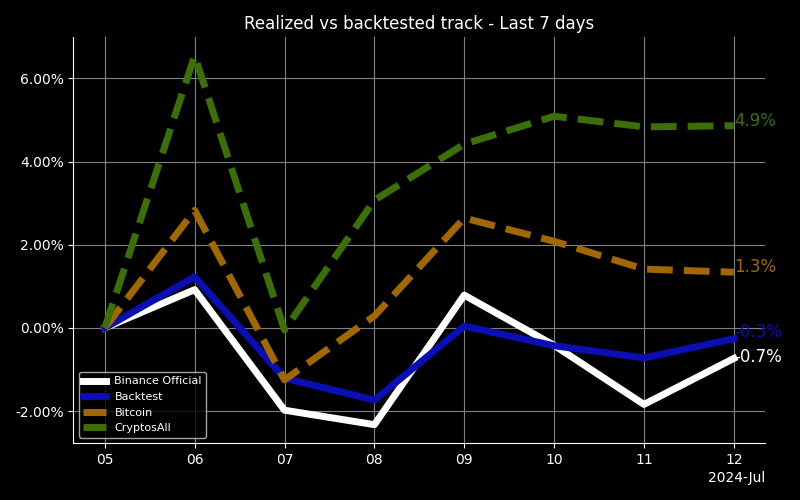 Realized vs backtested track - Last 7 days
6.00%
4.00%
2.00%
0.00%
-2.00%
4.9%
1.3%
-0.3%
-0.7%
Binance Official
Backtest
Bitcoin
CryptosAll
05 06 07 08 09 10 11 12
2024-Jul